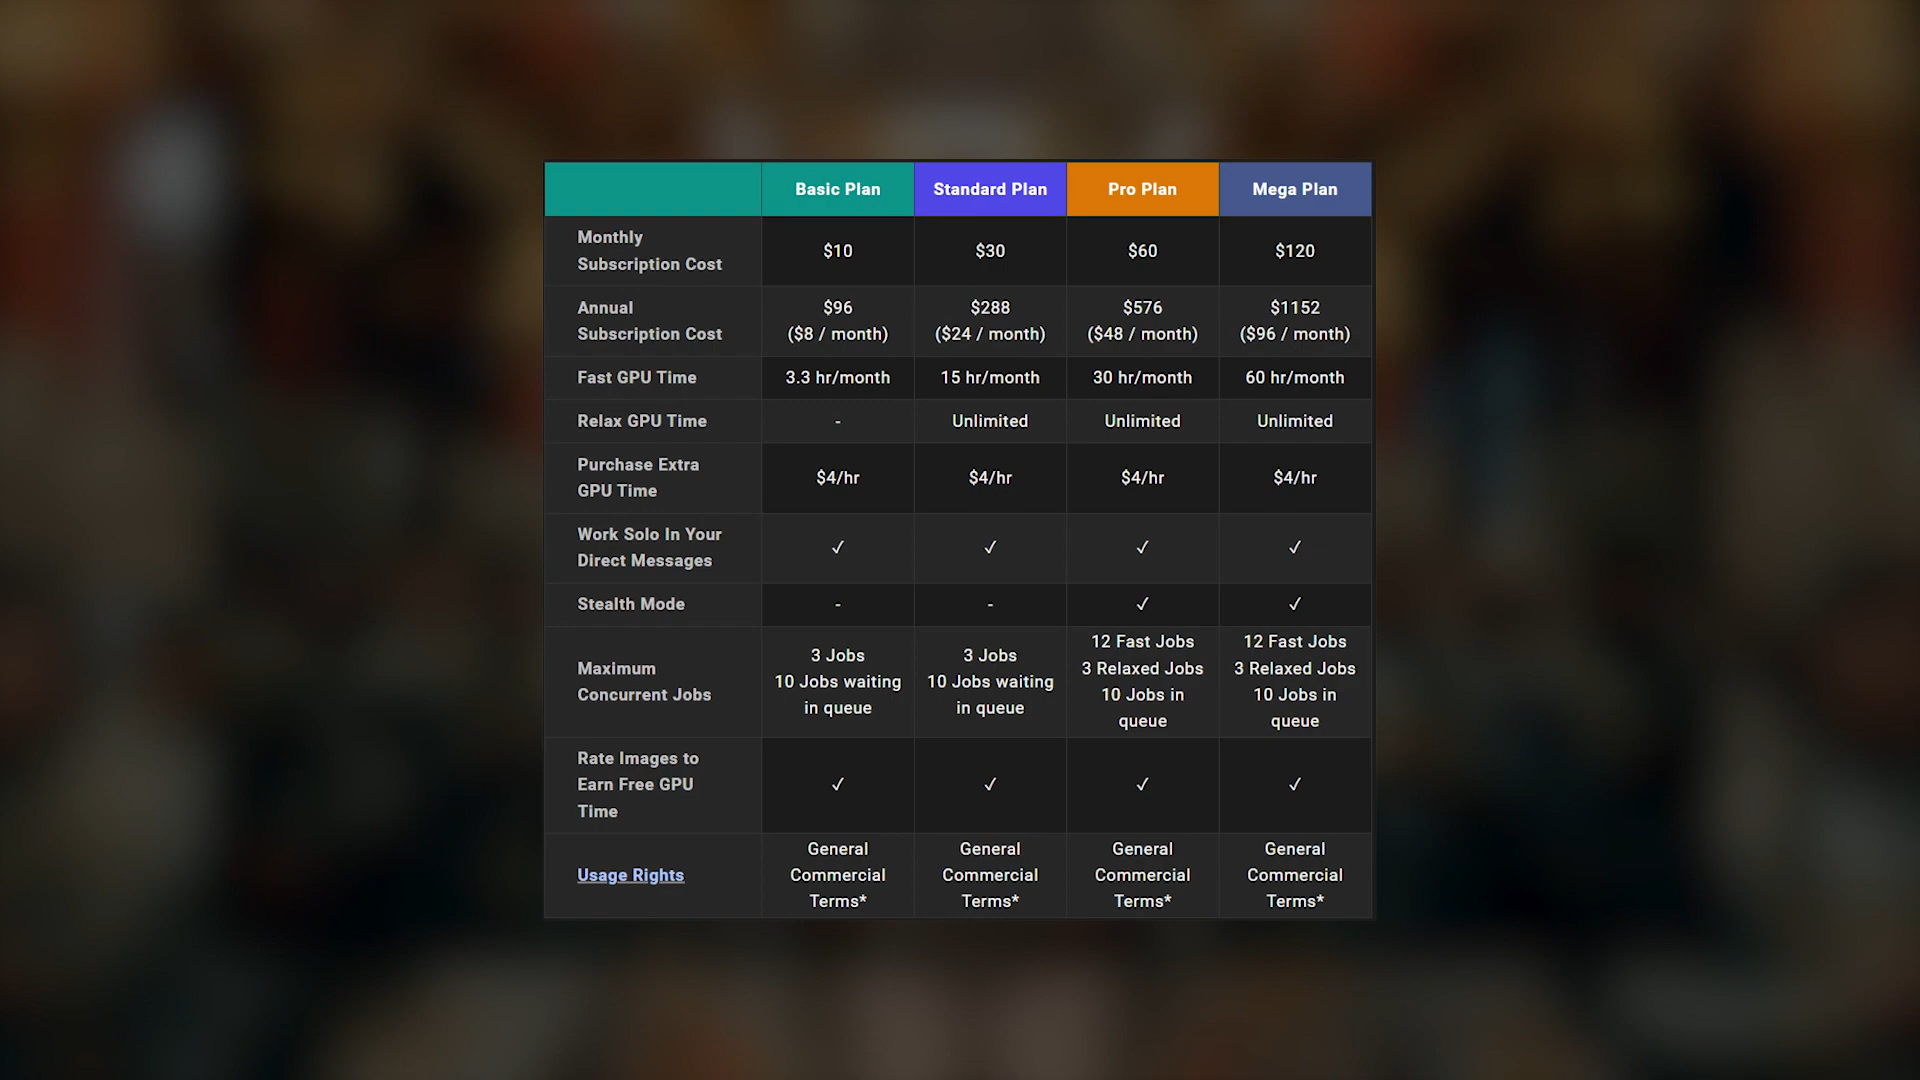 Basic Plan Standard Plan Pro Plan Mega Plan
Monthly
Subscription Cost
$10 $30 $60 $120
Annual
Subscription Cost
$96 $288 $576 $1152
($8 / month) ($24 / month) ($48 / month) ($96 / month)
Fast GPU Time 3.3 hr/month 15 hr/month 30 hr/month 60 hr/month
Relax GPU Time - Unlimited Unlimited Unlimited
Purchase Extra
GPU Time
$4/hr $4/hr $4/hr $4/hr
Work Solo In Your
Direct Messages
✓ ✓ ✓ ✓
Stealth Mode - - ✓ ✓
Maximum
Concurrent Jobs
3 Jobs
10 Jobs waiting
in queue
3 Jobs
10 Jobs waiting
in queue
12 Fast Jobs
3 Relaxed Jobs
10 Jobs in
queue
12 Fast Jobs
3 Relaxed Jobs
10 Jobs in
queue
Rate Images to
Earn Free GPU
Time
✓ ✓ ✓ ✓
Usage Rights
General
Commercial
Terms*
General
Commercial
Terms*
General
Commercial
Terms*
General
Commercial
Terms*